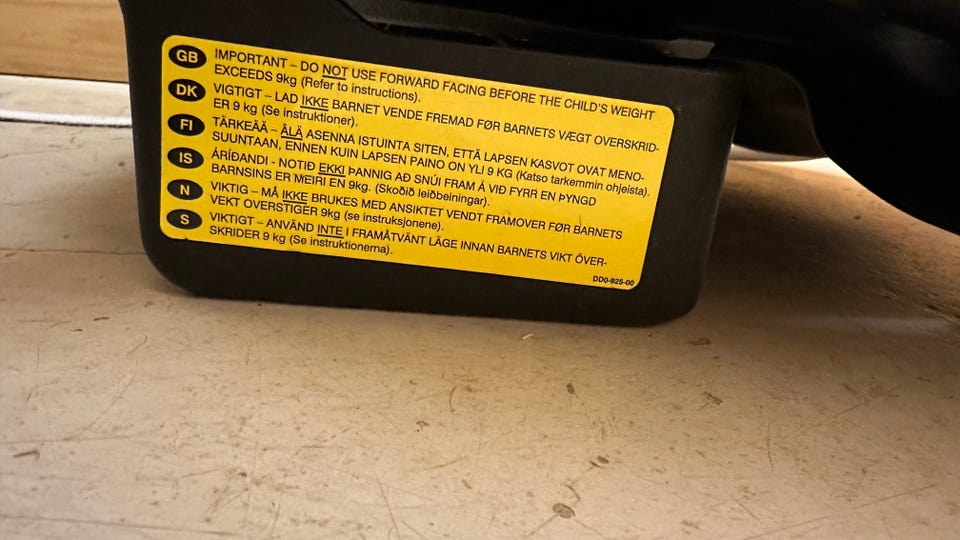 GB IMPORTANT – DO NOT USE FORWARD FACING BEFORE THE CHILD'S WEIGHT
EXCEEDS 9kg (Refer to instructions).
DK VIGTIGT – LAD IKKE BARNET VENDE FREMAD FØR BARNETS VÆGT OVERSKRID-
ER 9 kg (Se instruktioner).
FI TÄRKEÄÄ – ÄLÄ ASENNA ISTUINTA SITEN, ETTÄ LAPSEN KASVOT OVAT MENO-
SUUNTAAN, ENNEN KUIN LAPSEN PAINO ON YLI 9 KG (Katso tarkemmin ohjeista).
IS ÁRÍÐANDI - NOTIÐ EKKI ÞANNIG AÐ SNÚI FRAM Á VIÐ FYRR EN ÞYNGD
BARNSINS ER MEIRI EN 9kg. (Skoðið leiðbeiningar).
N VIKTIG – MÅ IKKE BRUKES MED ANSIKTET VENDT FRAMOVER FØR BARNETS
VEKT OVERSTIGER 9kg (se instruksjonene).
S VIKTIGT – ANVÄND INTE I FRAMÅTVÄNT LÄGE INNAN BARNETS VIKT ÖVER-
SKRIDER 9 kg (Se instruktionerna).
DD0-925-00